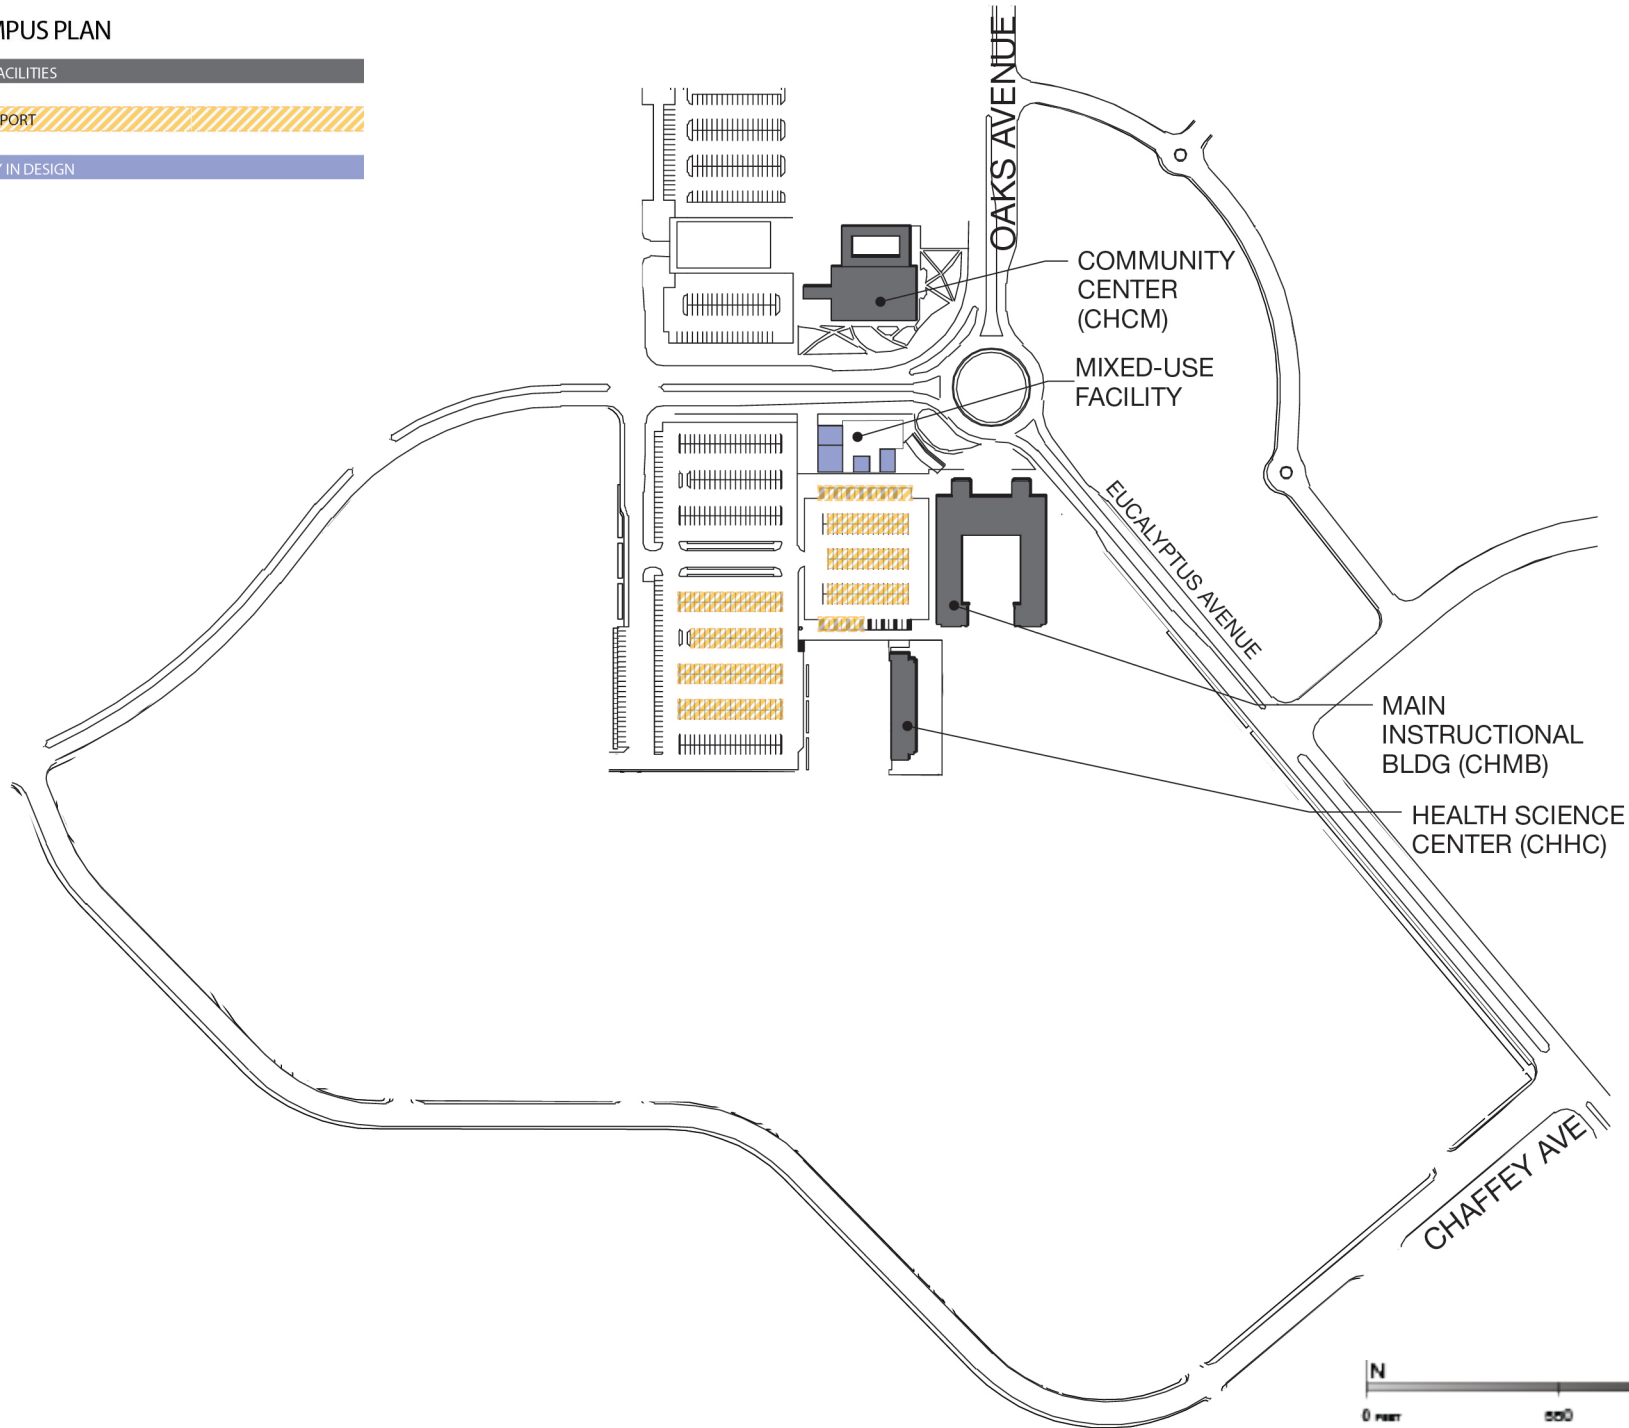 MPUS PLAN
ACILITIES
PORT
Y IN DESIGN
OAKS AVENUE
COMMUNITY
CENTER
(CHCM)
MIXED-USE
FACILITY
EUCALYPTUS AVENUE
MAIN
INSTRUCTIONAL
BLDG (CHMB)
HEALTH SCIENCE
CENTER (CHHC)
CHAFFEY AVE
N
0 FEET